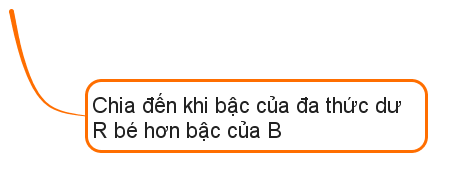 Chia đến khi bậc của đa thức dư
R bé hơn bậc của B